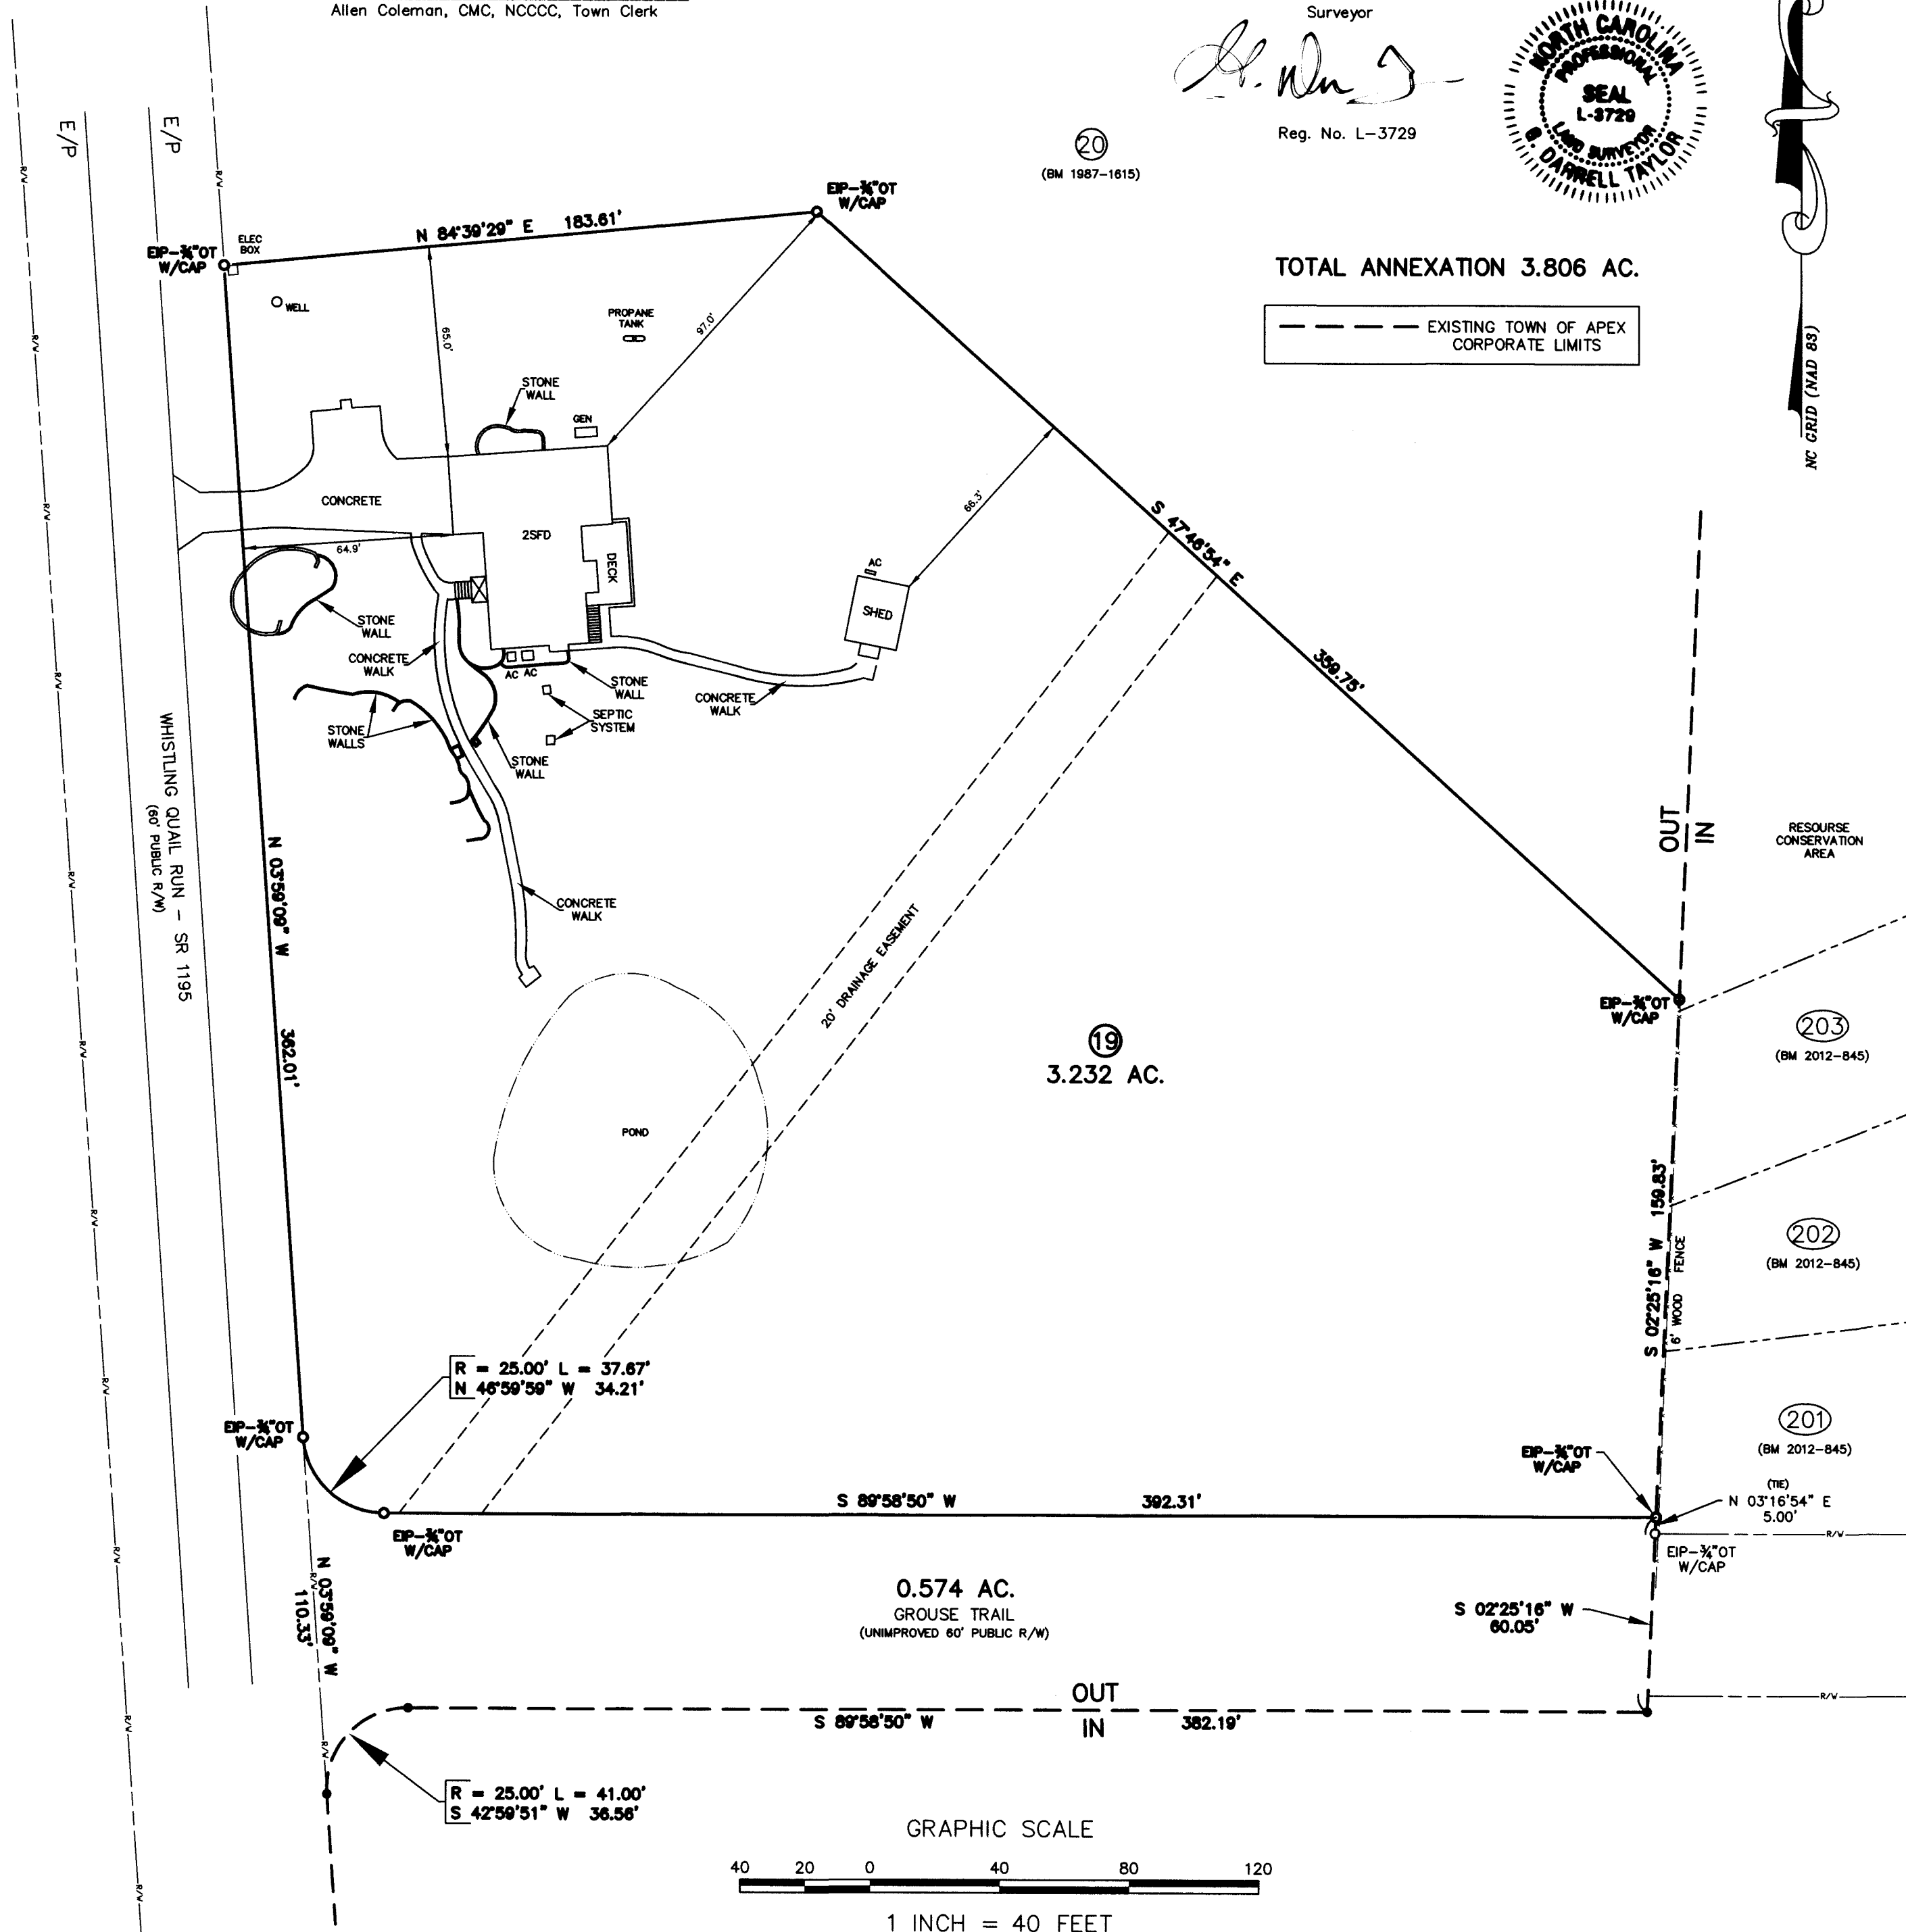 Allen Coleman, CMC, NCCCC, Town Clerk
Surveyor
Reg. No. L-3729
NORTH CAROLINA
PROFESSIONAL
SEAL
L-3729
LAND SURVEYOR
G. DARRELL TAYLOR
NC GRID (NAD 83)
E/P
E/P
R/W
20
(BM 1987-1615)
TOTAL ANNEXATION 3.806 AC.
EXISTING TOWN OF APEX
CORPORATE LIMITS
EIP-¾"OT
W/CAP
EIP-¾"OT
W/CAP
ELEC
BOX
N 84°39'29" E 183.61'
WELL
PROPANE
TANK
65.0'
97.0'
STONE
WALL
GEN
CONCRETE
2SFD
DECK
64.9'
66.3'
AC
SHED
S 47°46'54" E
359.75'
STONE
WALL
CONCRETE
WALK
AC AC
STONE
WALL
CONCRETE
WALK
SEPTIC
SYSTEM
STONE
WALLS
STONE
WALL
WHISTLING QUAIL RUN - SR 1195
(60' PUBLIC R/W)
N 03°59'09" W 362.01'
CONCRETE
WALK
20' DRAINAGE EASEMENT
OUT
IN
RESOURSE
CONSERVATION
AREA
EIP-¾"OT
W/CAP
19
3.232 AC.
203
(BM 2012-845)
POND
S 02°25'16" W 159.83'
6' WOOD FENCE
202
(BM 2012-845)
R = 25.00' L = 37.67'
N 46°59'59" W 34.21'
EIP-¾"OT
W/CAP
201
(BM 2012-845)
EIP-¾"OT
W/CAP
(TIE)
N 03°16'54" E
5.00'
S 89°58'50" W 392.31'
EIP-¾"OT
W/CAP
R/W
EIP-¾"OT
W/CAP
N 03°59'09" W
110.33'
0.574 AC.
GROUSE TRAIL
(UNIMPROVED 60' PUBLIC R/W)
S 02°25'16" W
60.05'
R/W
OUT
IN
S 89°58'50" W 382.19'
R = 25.00' L = 41.00'
S 42°59'51" W 36.56'
GRAPHIC SCALE
40 20 0 40 80 120
1 INCH = 40 FEET